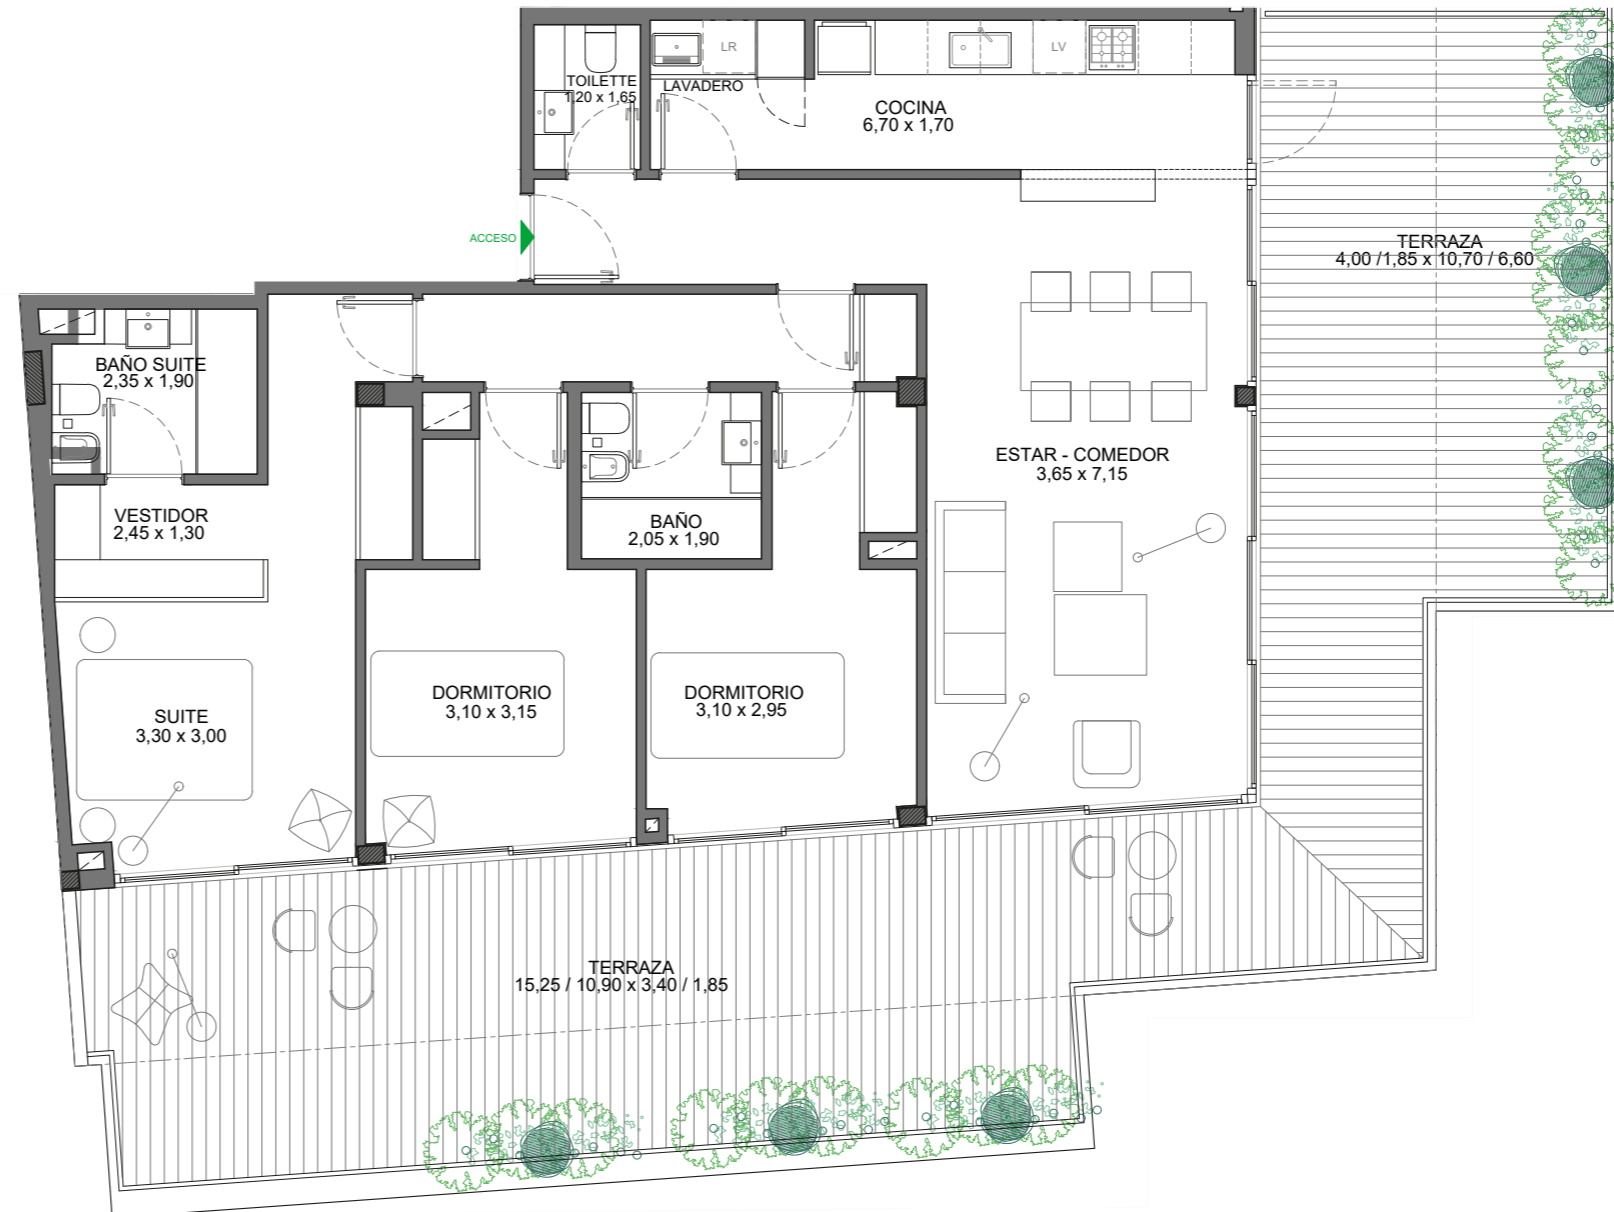 TOILETTE
1,20 x 1,65
LR
LAVADERO
LV
COCINA
6,70 x 1,70
ACCESO
TERRAZA
4,00 /1,85 x 10,70 / 6,60
BAÑO SUITE
2,35 x 1,90
ESTAR - COMEDOR
3,65 x 7,15
VESTIDOR
2,45 x 1,30
BAÑO
2,05 x 1,90
SUITE
3,30 x 3,00
DORMITORIO
3,10 x 3,15
DORMITORIO
3,10 x 2,95
TERRAZA
15,25 / 10,90 x 3,40 / 1,85